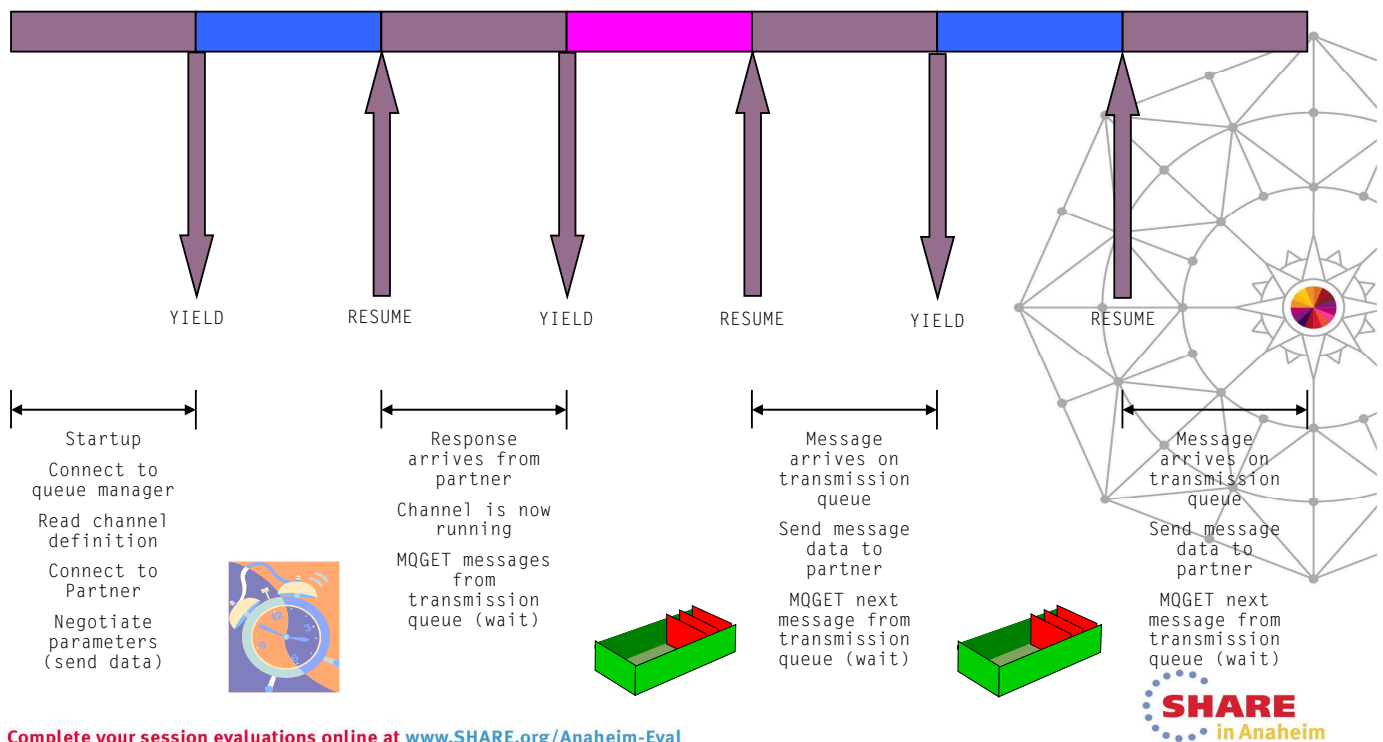 YIELD
RESUME
YIELD
RESUME
YIELD
RESUME
Startup
Connect to
queue manager
Read channel
definition
Connect to
Partner
Negotiate
parameters
(send data)
12
3
6
9
Response
arrives from
partner
Channel is now
running
MQGET messages
from
transmission
queue (wait)
Message
arrives on
transmission
queue
Send message
data to
partner
MQGET next
message from
transmission
queue (wait)
Message
arrives on
transmission
queue
Send message
data to
partner
MQGET next
message from
transmission
queue (wait)
Complete your session evaluations online at www.SHARE.org/Anaheim-Eval
SHARE
in Anaheim